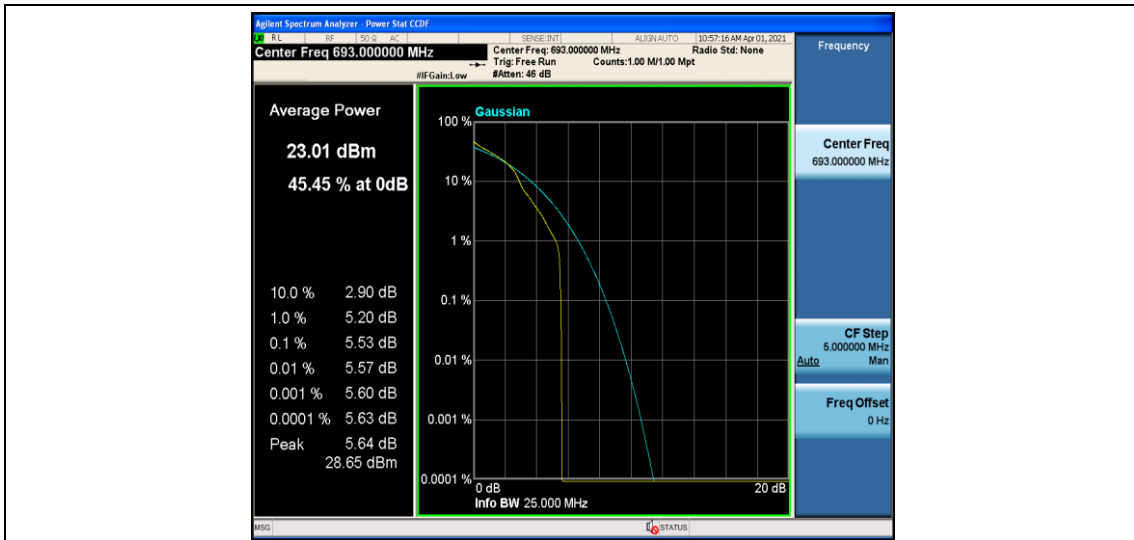 Agilent Spectrum Analyzer - Power Stat CCDF
LXI RL RF 50 Ω AC SENSE:INT ALIGN AUTO 10:57:16 AM Apr 01, 2021
Center Freq 693.000000 MHz
Center Freq: 693.000000 MHz Radio Std: None
Trig: Free Run Counts:1.00 M/1.00 Mpt
#IFGain:Low #Atten: 46 dB
Average Power
23.01 dBm
45.45 % at 0dB
10.0 % 2.90 dB
1.0 % 5.20 dB
0.1 % 5.53 dB
0.01 % 5.57 dB
0.001 % 5.60 dB
0.0001 % 5.63 dB
Peak 5.64 dB
28.65 dBm
Gaussian
100 %
10 %
1 %
0.1 %
0.01 %
0.001 %
0.0001 %
0 dB 20 dB
Info BW 25.000 MHz
Frequency
Center Freq
693.000000 MHz
CF Step
5.000000 MHz
Auto Man
Freq Offset
0 Hz
MSG STATUS